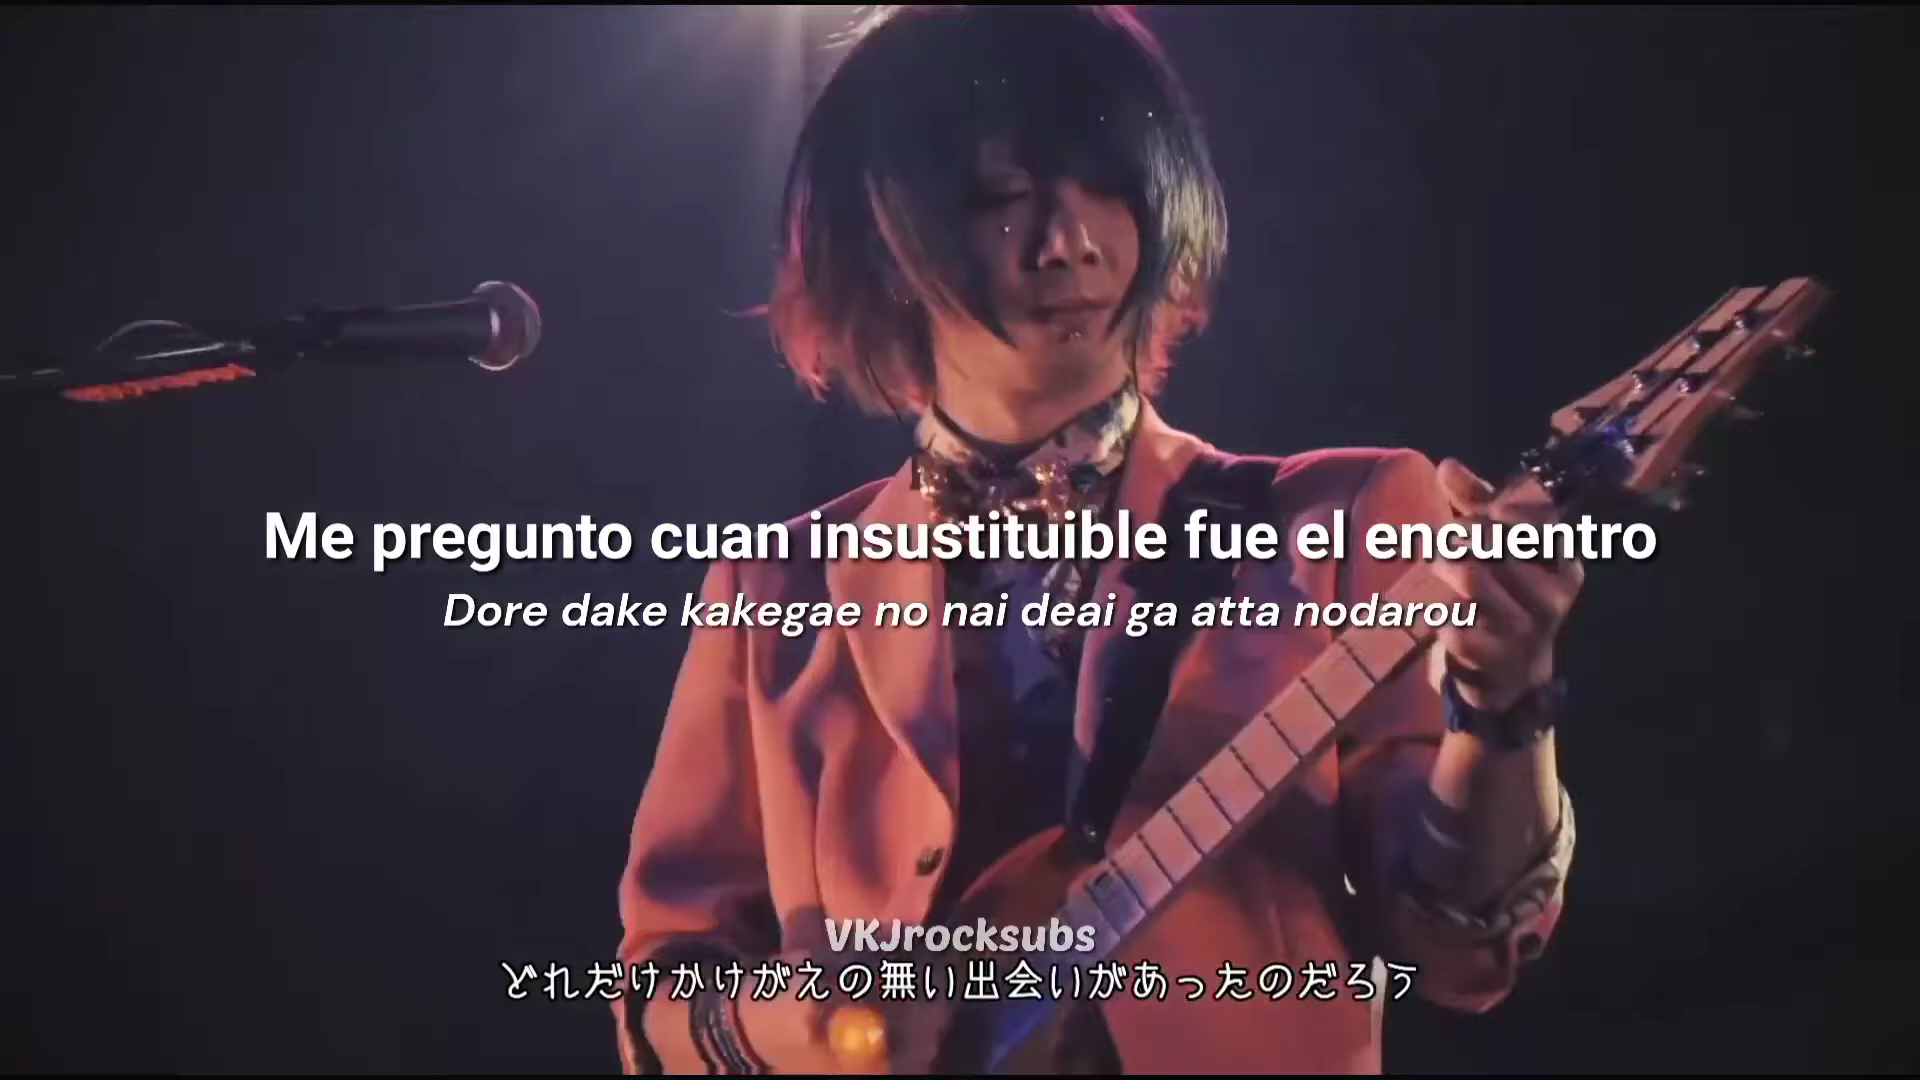 Me pregunto cuan insustituible fue el encuentro
Dore dake kakegae no nai deai ga atta nodarou
VKJrocksubs
どれだけかけがえの無い出会いがあったのだろう